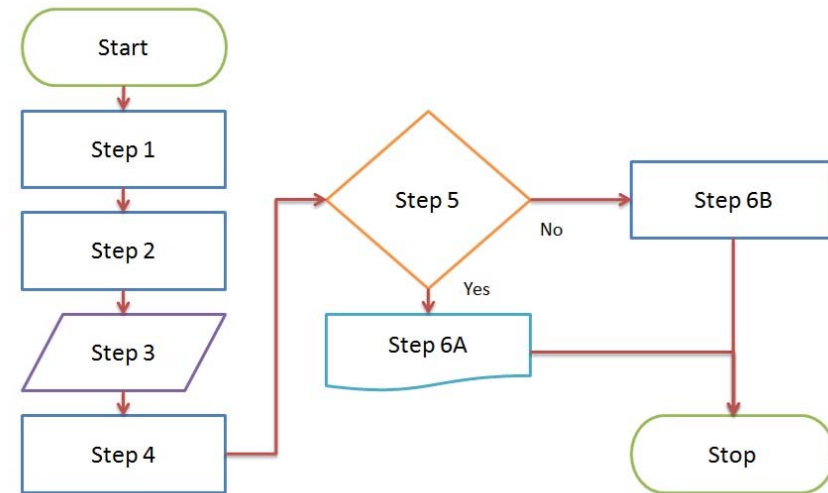 Start
Step 1
Step 2
Step 3
Step 4
Step 5
No
Yes
Step 6A
Step 6B
Stop